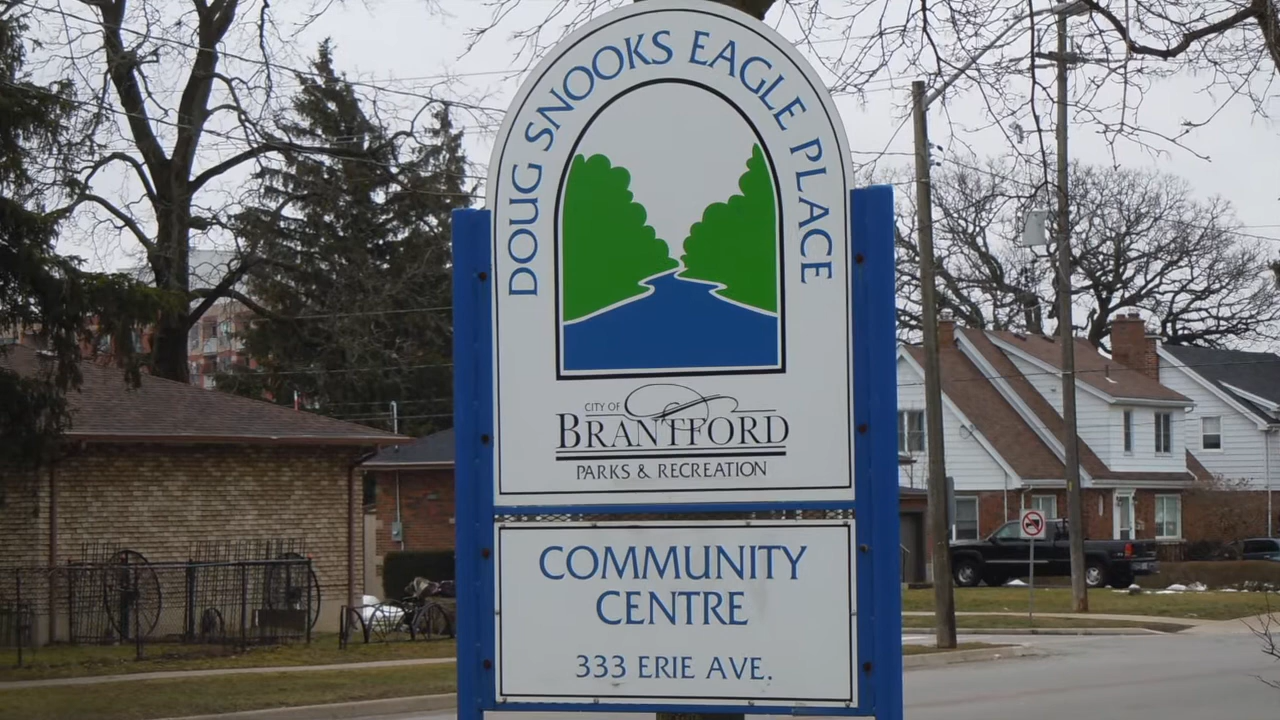 DOUG SNOOKS EAGLE PLACE
CITY OF
BRANTFORD
PARKS & RECREATION
COMMUNITY
CENTRE
333 ERIE AVE.